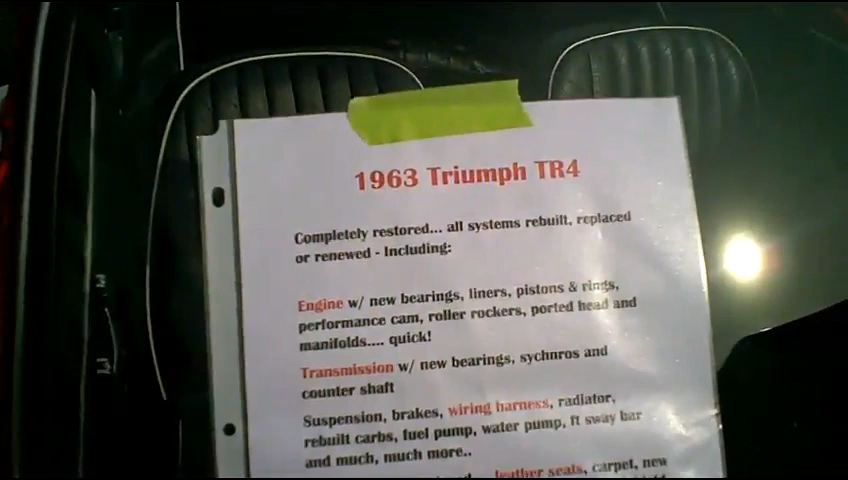 1963 Triumph TR4
Completely restored... all systems rebuilt, replaced
or renewed - Including:
Engine w/ new bearings, liners, pistons & rings,
performance cam, roller rockers, ported head and
manifolds.... quick!
Transmission w/ new bearings, sychnros and
counter shaft
Suspension, brakes, wiring harness, radiator,
rebuilt carbs, fuel pump, water pump, ft sway bar
and much, much more..
leather seats, carpet, new